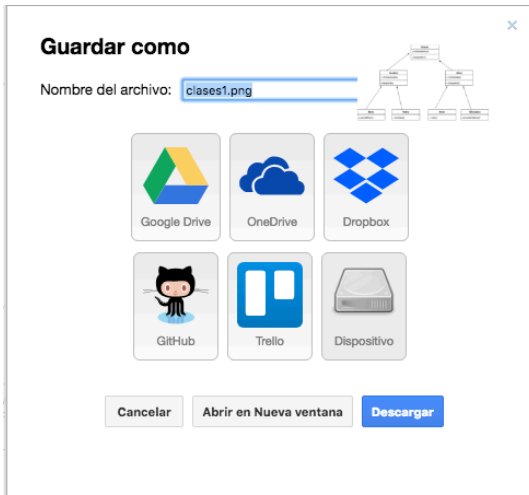 ×
Guardar como
Nombre del archivo: clases1.png
Google Drive OneDrive Dropbox
GitHub Trello Dispositivo
Cancelar Abrir en Nueva ventana Descargar